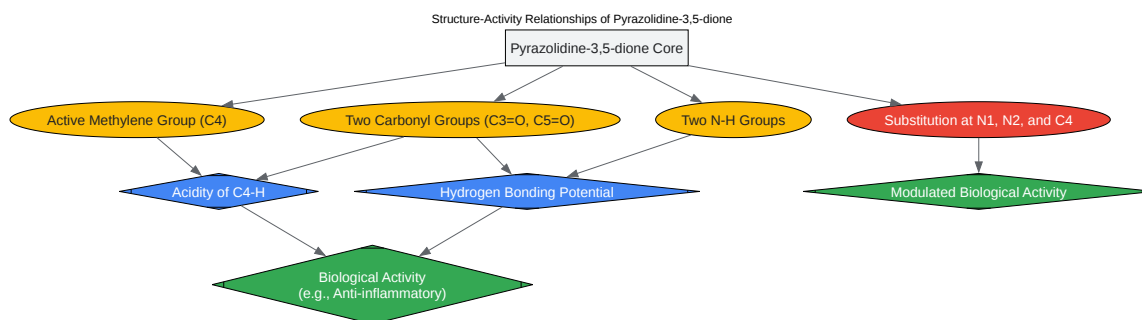 Structure-Activity Relationships of Pyrazolidine-3,5-dione
Pyrazolidine-3,5-dione Core
Active Methylene Group (C4)
Two Carbonyl Groups (C3=O, C5=O)
Two N-H Groups
Substitution at N1, N2, and C4
Acidity of C4-H
Hydrogen Bonding Potential
Modulated Biological Activity
Biological Activity
(e.g., Anti-inflammatory)